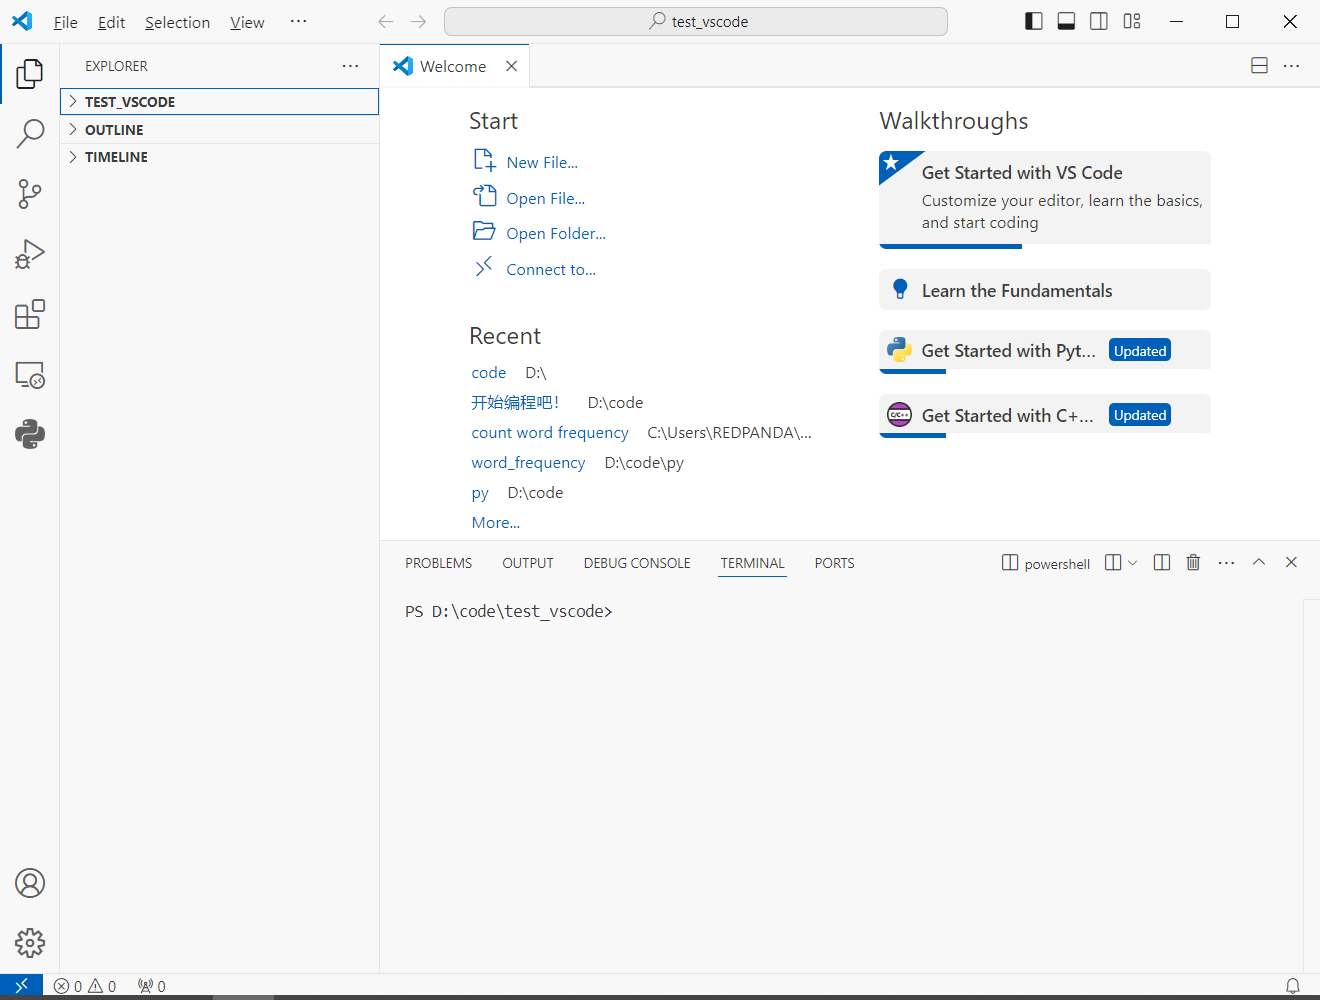 File Edit Selection View ··· test_vscode
EXPLORER ···
TEST_VSCODE
OUTLINE
TIMELINE
Welcome
Start
New File...
Open File...
Open Folder...
Connect to...
Recent
code D:\
开始编程吧！ D:\code
count word frequency C:\Users\REDPANDA\...
word_frequency D:\code\py
py D:\code
More...
Walkthroughs
Get Started with VS Code
Customize your editor, learn the basics,
and start coding
Learn the Fundamentals
Get Started with Pyt... Updated
C/C++ Get Started with C+... Updated
PROBLEMS OUTPUT DEBUG CONSOLE TERMINAL PORTS powershell
PS D:\code\test_vscode>
0 0 0